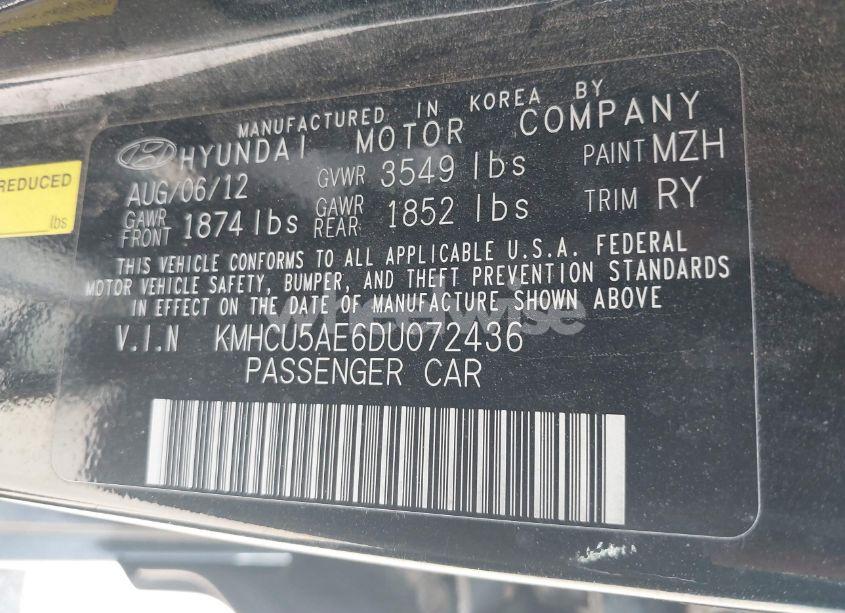 REDUCED
lbs
MANUFACTURED IN KOREA BY
HYUNDAI MOTOR COMPANY
AUG/06/12 GVWR 3549 lbs PAINT MZH
GAWR FRONT 1874 lbs GAWR REAR: 1852 lbs TRIM RY
THIS VEHICLE CONFORMS TO ALL APPLICABLE U.S.A. FEDERAL
MOTOR VEHICLE SAFETY, BUMPER, AND THEFT PREVENTION STANDARDS
IN EFFECT ON THE DATE OF MANUFACTURE SHOWN ABOVE
V.I.N KMHCU5AE6DU072436
PASSENGER CAR